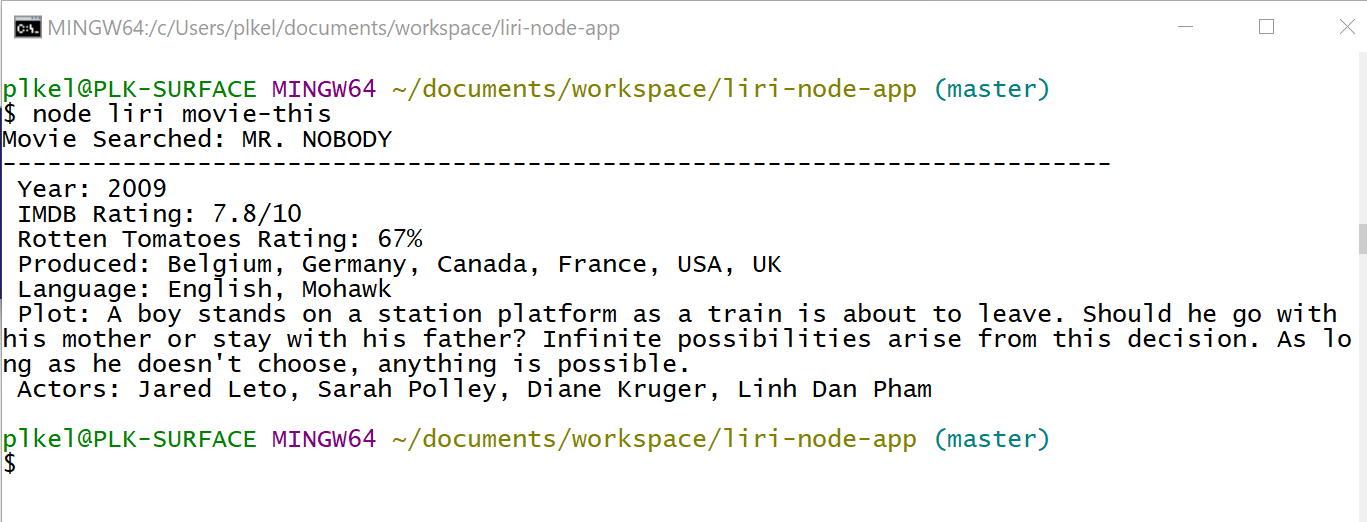 MINGW64:/c/Users/plkel/documents/workspace/liri-node-app
plkel@PLK-SURFACE MINGW64 ~/documents/workspace/liri-node-app (master)
$ node liri movie-this
Movie Searched: MR. NOBODY
--------------------------------------------------------------------------
Year: 2009
IMDB Rating: 7.8/10
Rotten Tomatoes Rating: 67%
Produced: Belgium, Germany, Canada, France, USA, UK
Language: English, Mohawk
Plot: A boy stands on a station platform as a train is about to leave. Should he go with
his mother or stay with his father? Infinite possibilities arise from this decision. As lo
ng as he doesn't choose, anything is possible.
Actors: Jared Leto, Sarah Polley, Diane Kruger, Linh Dan Pham
plkel@PLK-SURFACE MINGW64 ~/documents/workspace/liri-node-app (master)
$